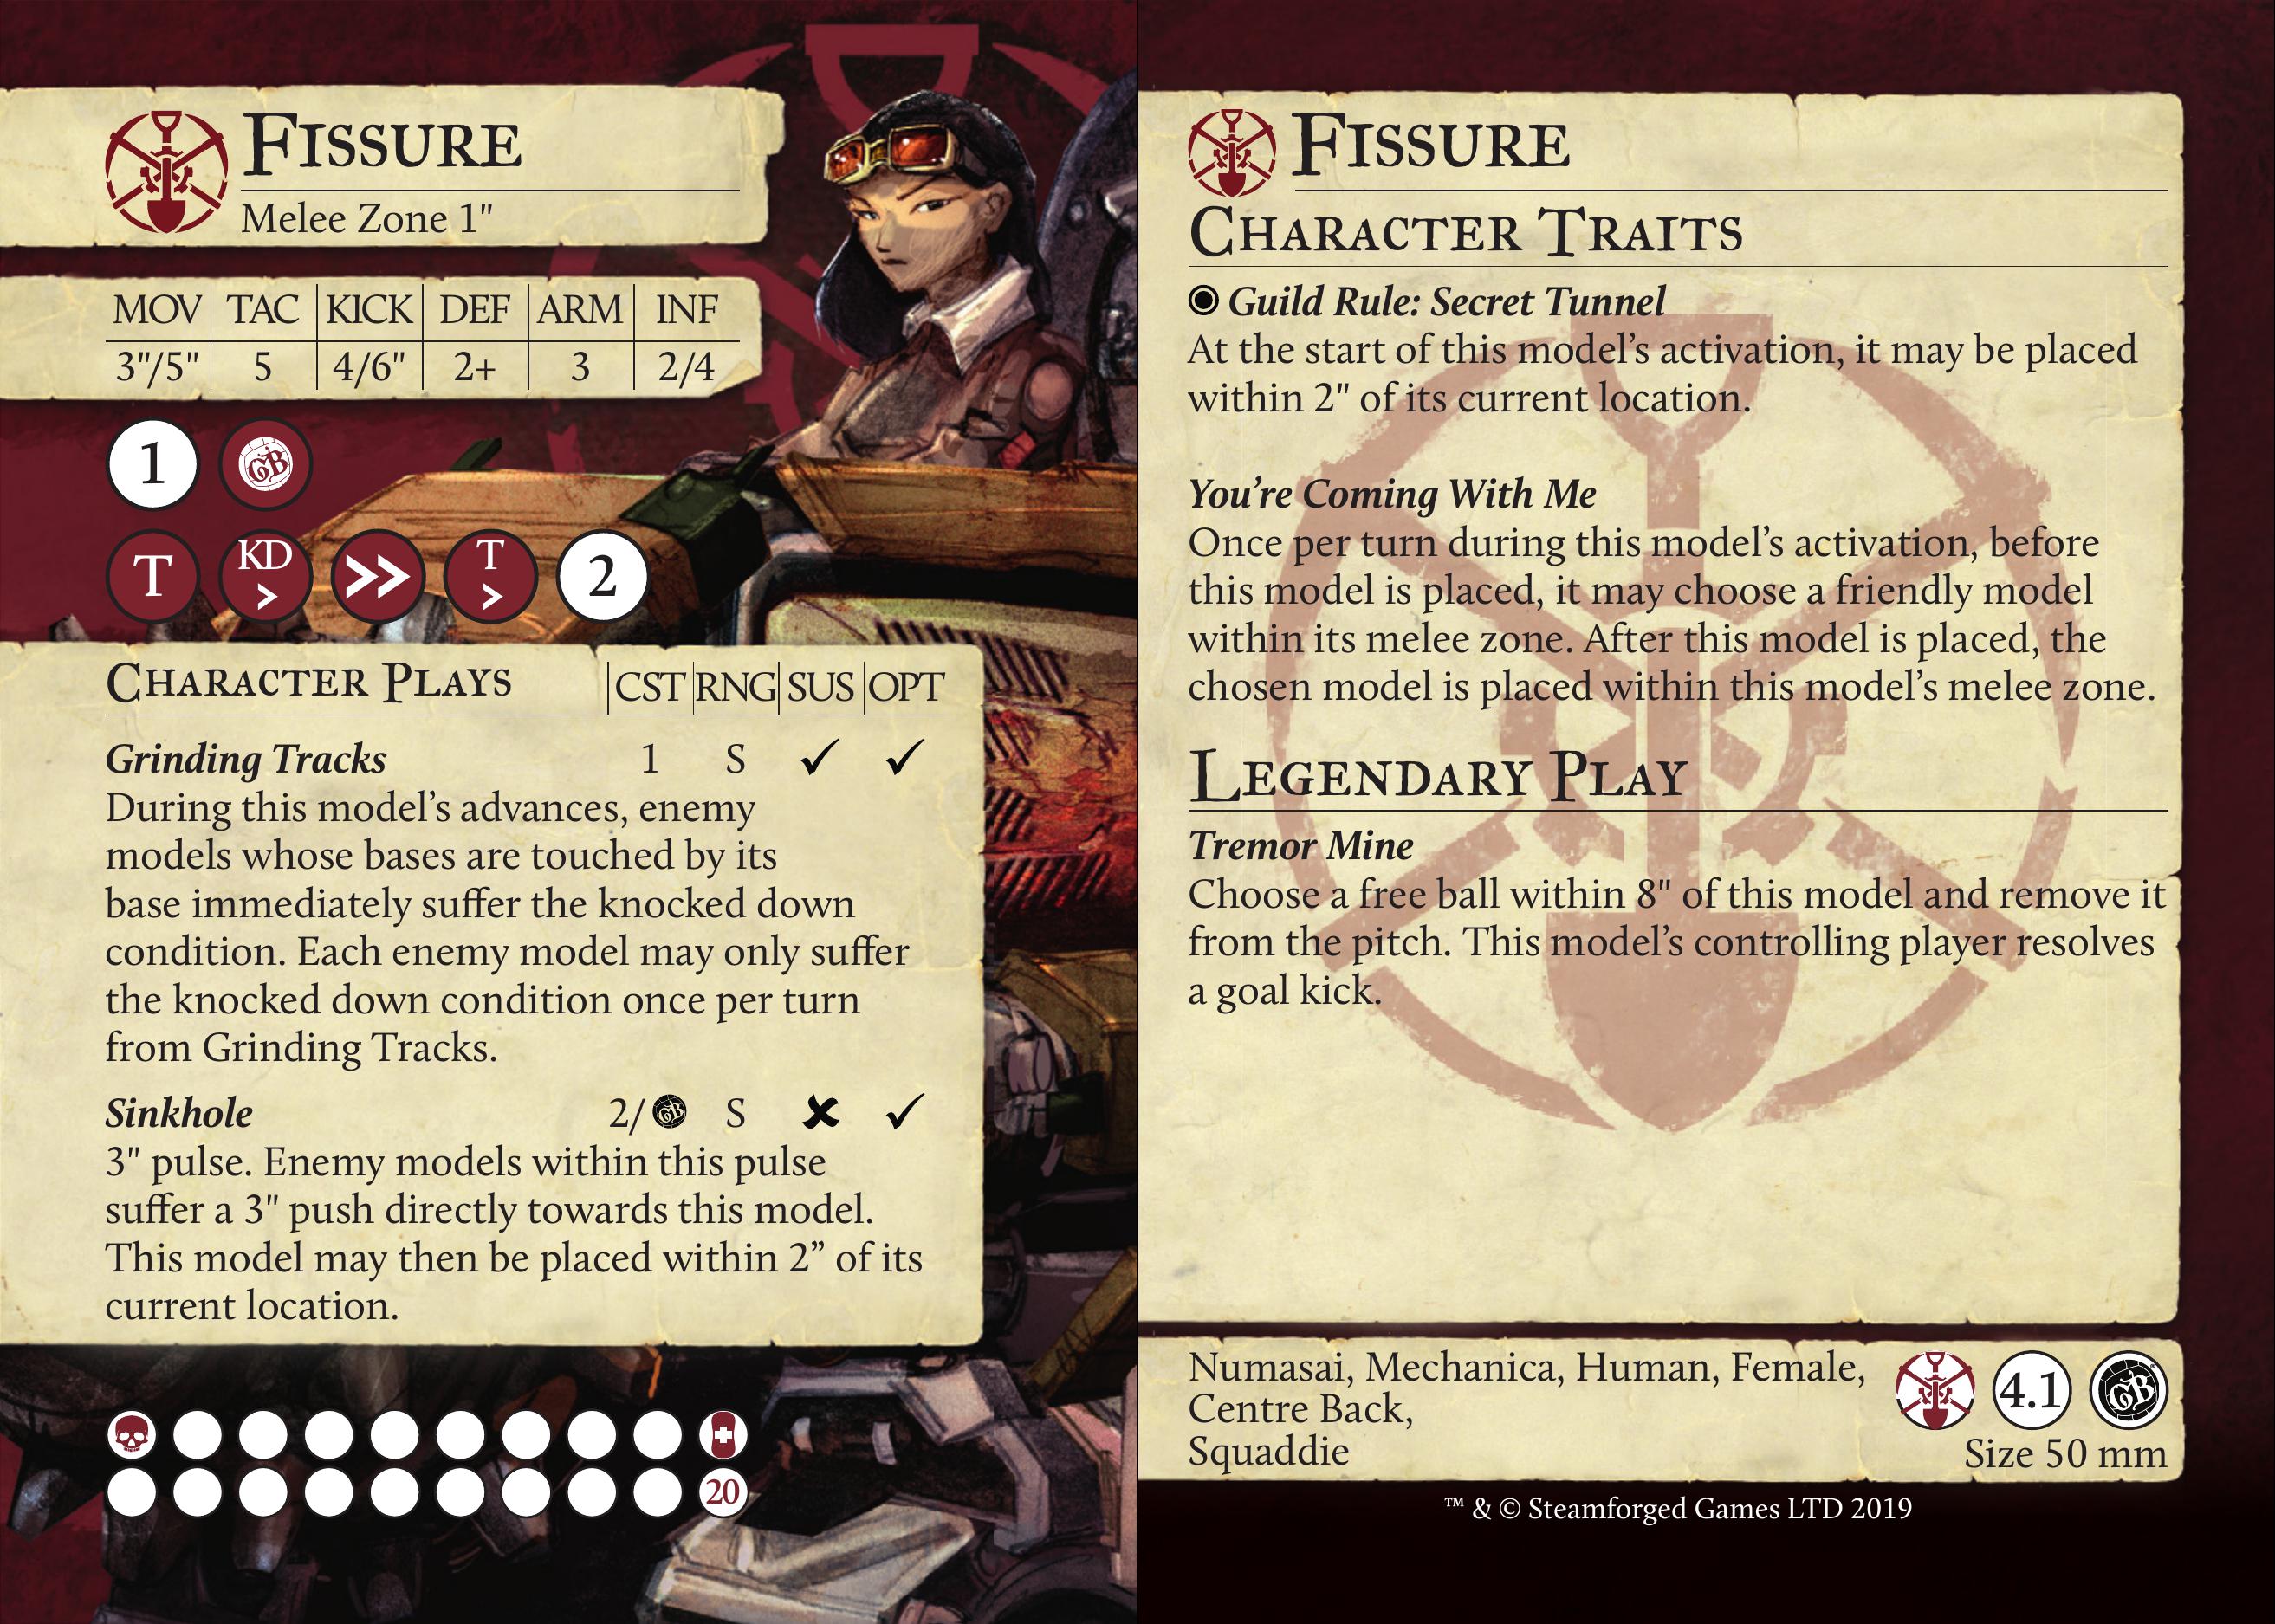 FISSURE
Melee Zone 1"
MOV TAC KICK DEF ARM INF
3"/5" 5 4/6" 2+ 3 2/4
1 GB
T KD > >> T > 2
CHARACTER PLAYS CST RNG SUS OPT
Grinding Tracks 1 S ✓ ✓
During this model’s advances, enemy
models whose bases are touched by its
base immediately suffer the knocked down
condition. Each enemy model may only suffer
the knocked down condition once per turn
from Grinding Tracks.
Sinkhole 2/GB S ✘ ✓
3" pulse. Enemy models within this pulse
suffer a 3" push directly towards this model.
This model may then be placed within 2” of its
current location.
20
FISSURE
CHARACTER TRAITS
Guild Rule: Secret Tunnel
At the start of this model’s activation, it may be placed
within 2" of its current location.
You’re Coming With Me
Once per turn during this model’s activation, before
this model is placed, it may choose a friendly model
within its melee zone. After this model is placed, the
chosen model is placed within this model’s melee zone.
LEGENDARY PLAY
Tremor Mine
Choose a free ball within 8" of this model and remove it
from the pitch. This model’s controlling player resolves
a goal kick.
Numasai, Mechanica, Human, Female,
Centre Back,
Squaddie
4.1 GB
Size 50 mm
™ & © Steamforged Games LTD 2019